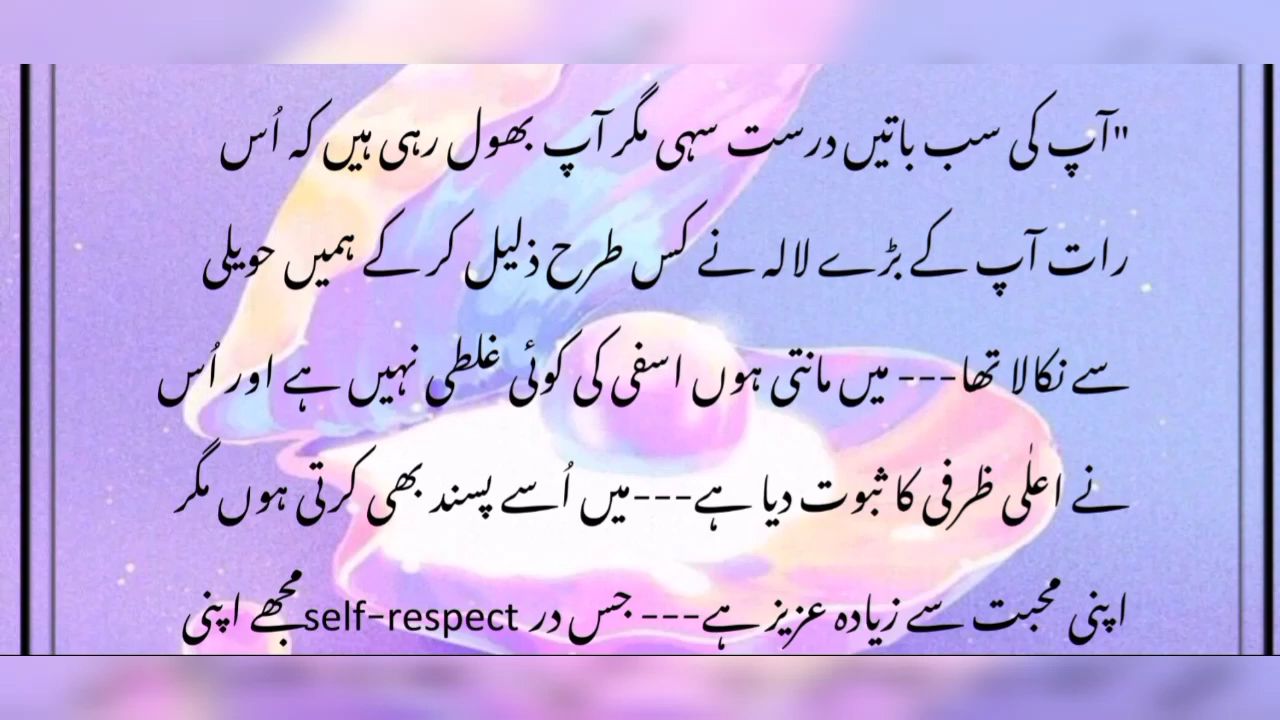 "آپ کی سب باتیں درست سہی مگر آپ بھول رہی ہیں کہ اُس
رات آپ کے بڑے لالہ نے کس طرح ذلیل کر کے ہمیں حویلی
سے نکالا تھا--- میں مانتی ہوں اسفی کی کوئی غلطی نہیں ہے اور اُس
نے اعلٰی ظرفی کا ثبوت دیا ہے---میں اُسے پسند بھی کرتی ہوں مگر
مجھے اپنی self-respect اپنی محبت سے زیادہ عزیز ہے--- جس در